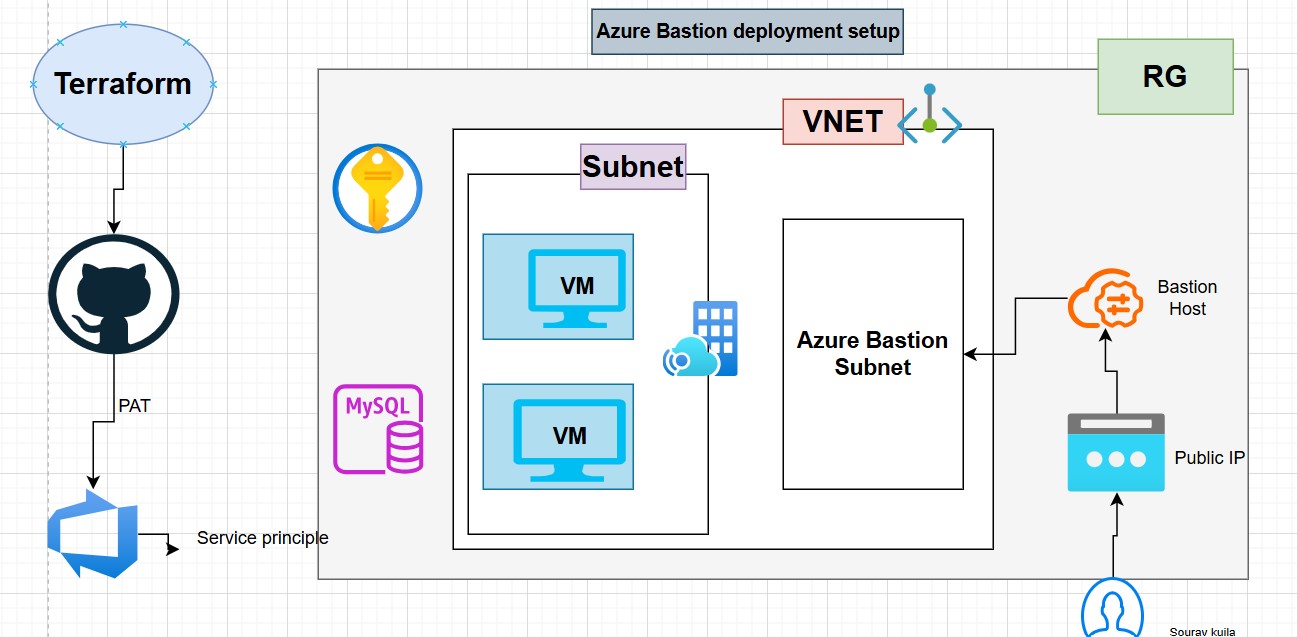 Azure Bastion deployment setup
Terraform
RG
VNET
Subnet
VM
Bastion
Host
Azure Bastion
Subnet
MySQL
PAT
VM
Public IP
Service principle
Sourav kuila